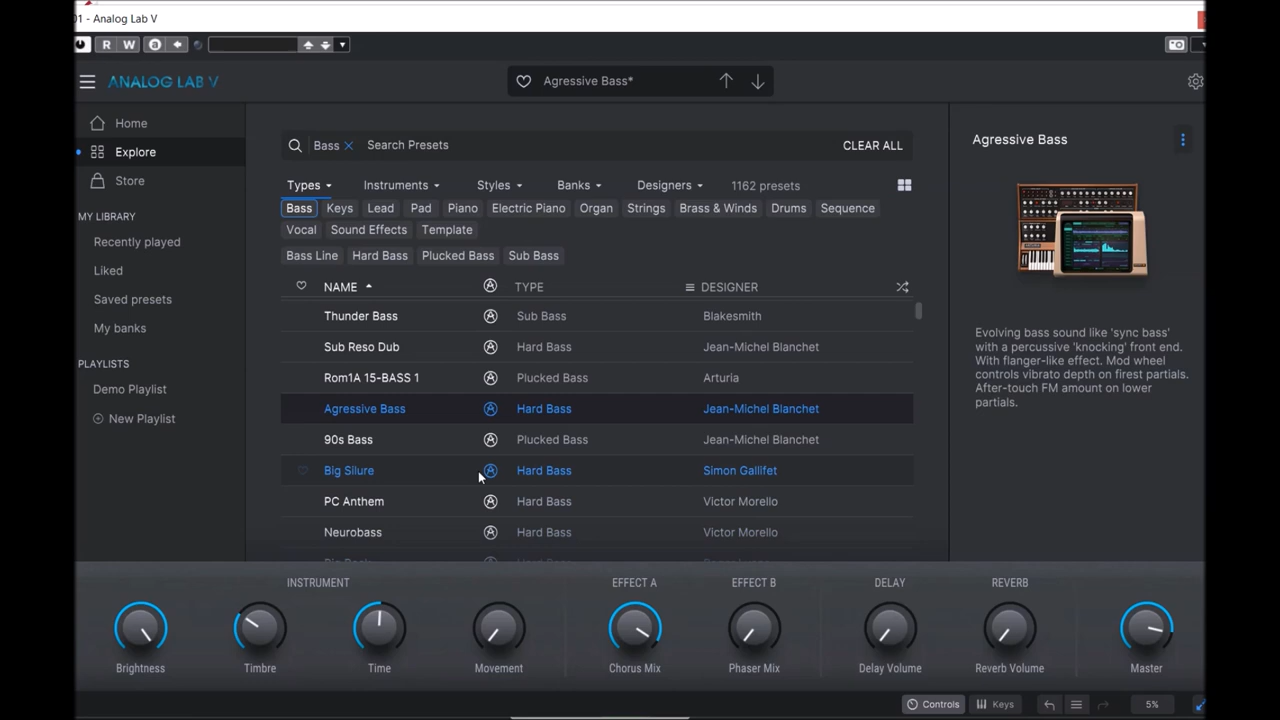 01 - Analog Lab V
R W
ANALOG LAB V
Agressive Bass*
Home
Explore
Store
MY LIBRARY
Recently played
Liked
Saved presets
My banks
PLAYLISTS
Demo Playlist
New Playlist
Bass Search Presets CLEAR ALL
Types Instruments Styles Banks Designers 1162 presets
Bass Keys Lead Pad Piano Electric Piano Organ Strings Brass & Winds Drums Sequence
Vocal Sound Effects Template
Bass Line Hard Bass Plucked Bass Sub Bass
NAME TYPE DESIGNER
Thunder Bass Sub Bass Blakesmith
Sub Reso Dub Hard Bass Jean-Michel Blanchet
Rom1A 15-BASS 1 Plucked Bass Arturia
Agressive Bass Hard Bass Jean-Michel Blanchet
90s Bass Plucked Bass Jean-Michel Blanchet
Big Silure Hard Bass Simon Gallifet
PC Anthem Hard Bass Victor Morello
Neurobass Hard Bass Victor Morello
Agressive Bass
Evolving bass sound like 'sync bass'
with a percussive 'knocking' front end.
With flanger-like effect. Mod wheel
controls vibrato depth on firest partials.
After-touch FM amount on lower
partials.
INSTRUMENT EFFECT A EFFECT B DELAY REVERB
Brightness Timbre Time Movement Chorus Mix Phaser Mix Delay Volume Reverb Volume Master
Controls Keys 5%